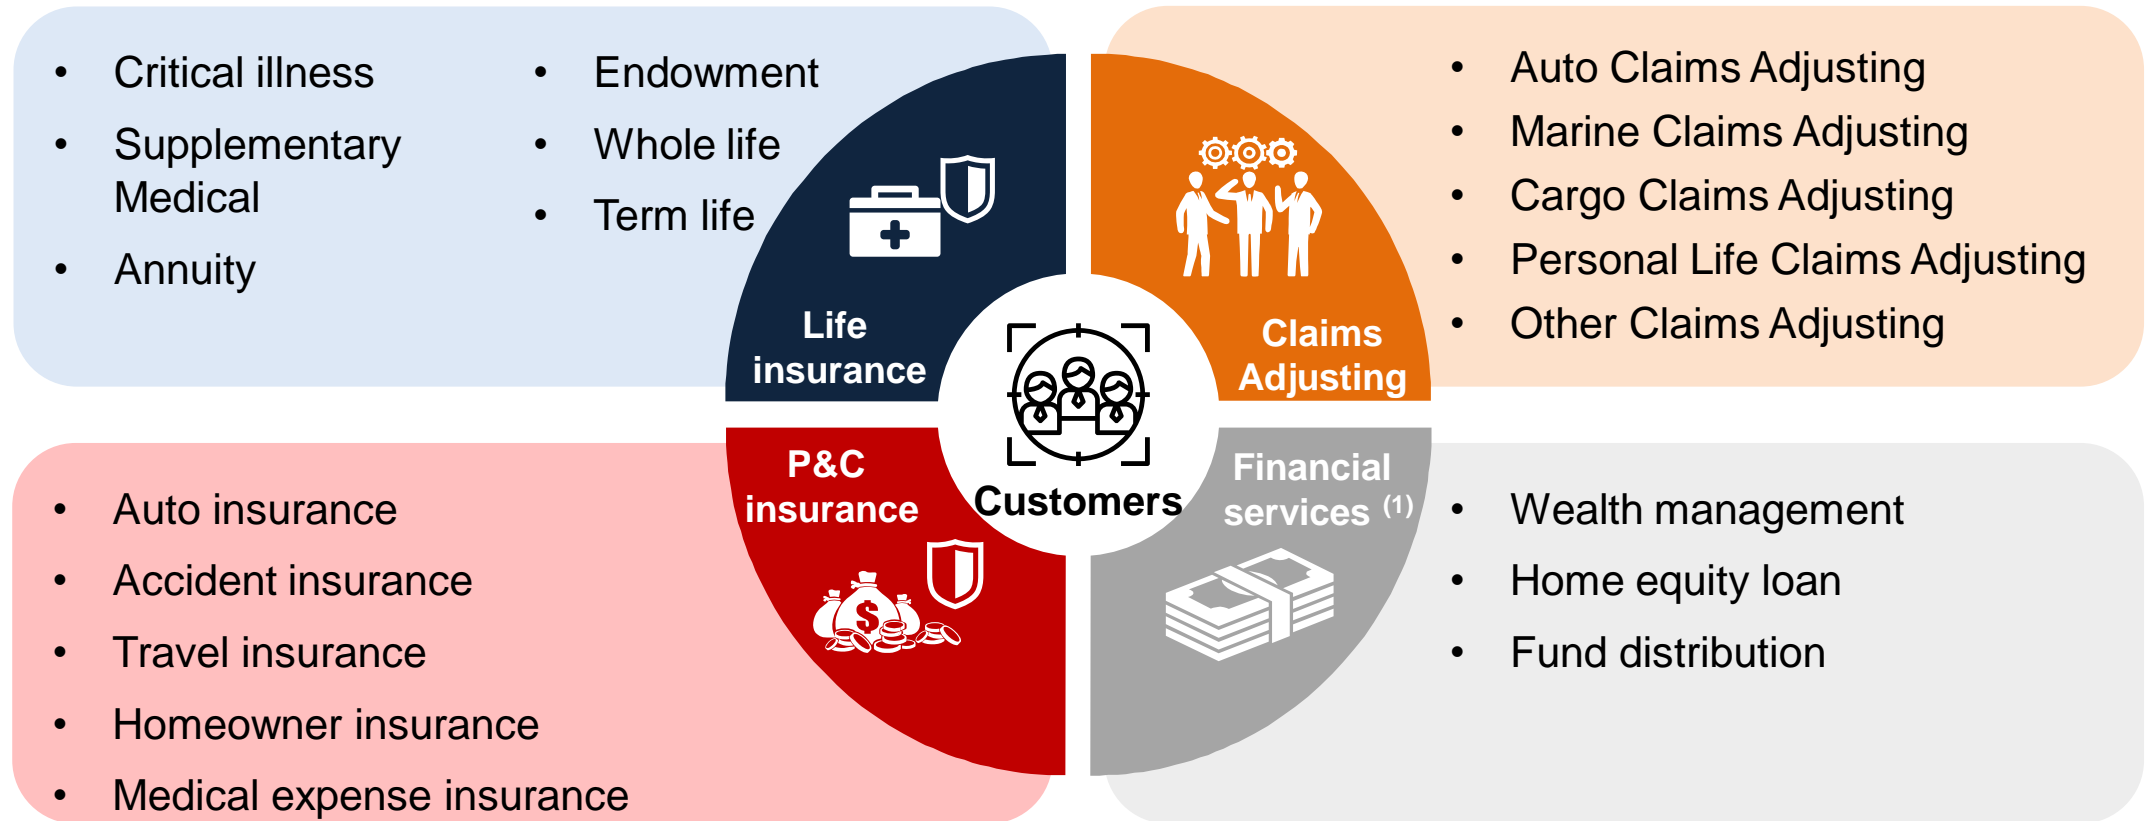 • Critical illness
• Supplementary
Medical
• Annuity
• Endowment
• Whole life
• Term life
Life
insurance
Claims
Adjusting
• Auto Claims Adjusting
• Marine Claims Adjusting
• Cargo Claims Adjusting
• Personal Life Claims Adjusting
• Other Claims Adjusting
Customers
• Auto insurance
• Accident insurance
• Travel insurance
• Homeowner insurance
• Medical expense insurance
P&C
insurance
$
Financial
services (1)
• Wealth management
• Home equity loan
• Fund distribution